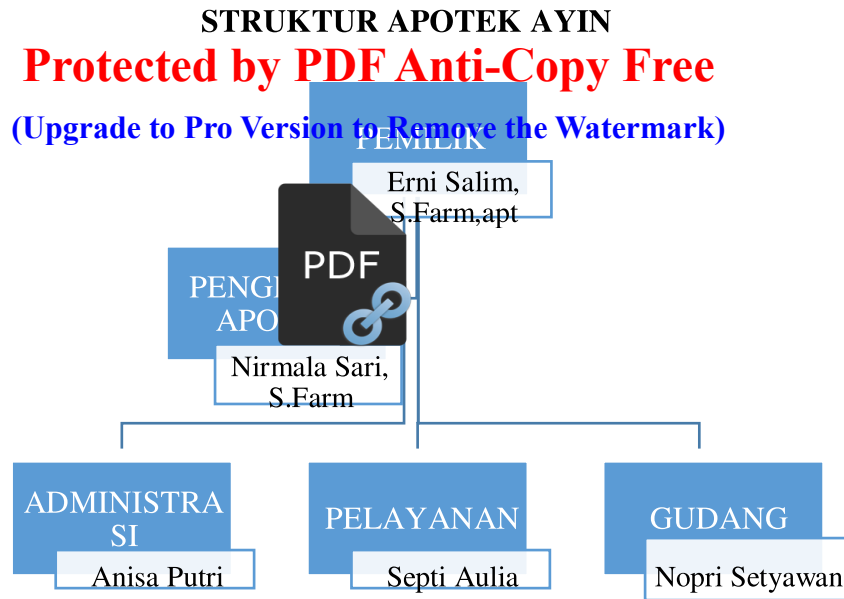 STRUKTUR APOTEK AYIN
Protected by PDF Anti-Copy Free
(Upgrade to Pro Version to Remove the Watermark)
PEMILIK
Erni Salim,
S.Farm,apt
PDF
Nirmala Sari,
S.Farm
ADMINISTRA
SI
Anisa Putri
PELAYANAN
Septi Aulia
GUDANG
Nopri Setyawan